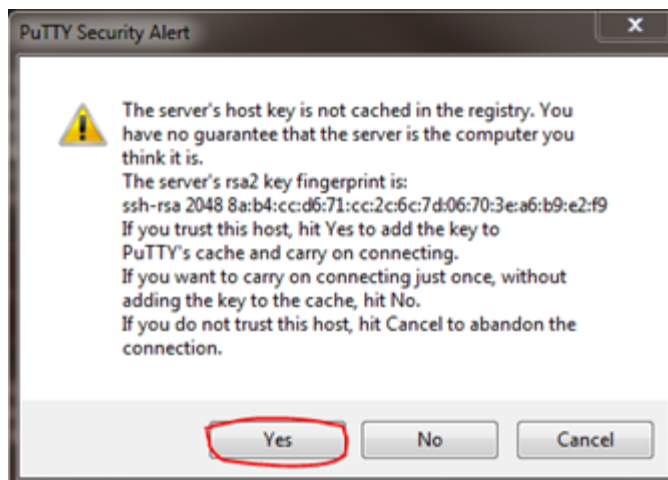 PuTTY Security Alert
The server's host key is not cached in the registry. You
have no guarantee that the server is the computer you
think it is.
The server's rsa2 key fingerprint is:
ssh-rsa 2048 8a:b4:cc:d6:71:cc:2c:6c:7d:06:70:3e:a6:b9:e2:f9
If you trust this host, hit Yes to add the key to
PuTTY's cache and carry on connecting.
If you want to carry on connecting just once, without
adding the key to the cache, hit No.
If you do not trust this host, hit Cancel to abandon the
connection.
Yes No Cancel